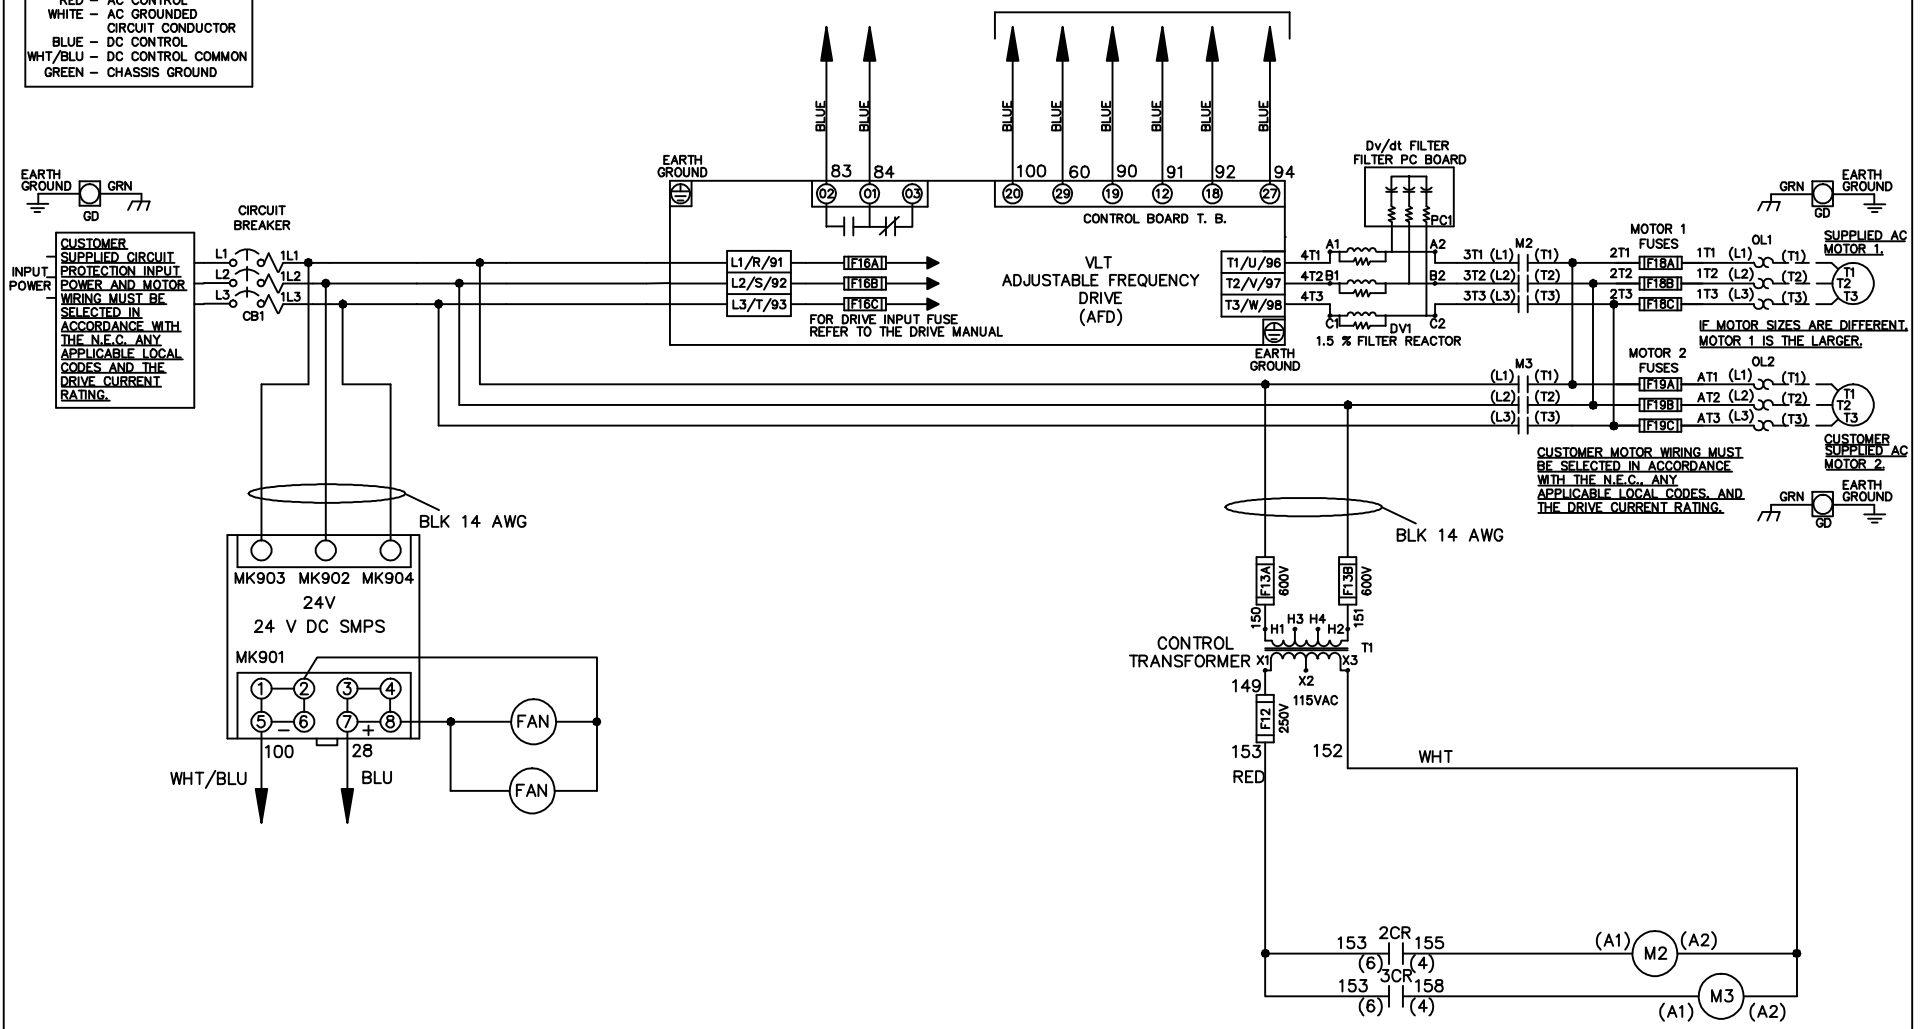 RED – AC CONTROL
WHITE – AC GROUNDED
CIRCUIT CONDUCTOR
BLUE – DC CONTROL
WHT/BLU – DC CONTROL COMMON
GREEN – CHASSIS GROUND
BLUE
BLUE
BLUE
BLUE
BLUE
BLUE
BLUE
BLUE
EARTH
GROUND
GRN
GD
CIRCUIT
BREAKER
INPUT
POWER
CUSTOMER
SUPPLIED CIRCUIT
PROTECTION INPUT
POWER AND MOTOR
WIRING MUST BE
SELECTED IN
ACCORDANCE WITH
THE N.E.C. ANY
APPLICABLE LOCAL
CODES AND THE
DRIVE CURRENT
RATING.
L1
1L1
L2
1L2
L3
1L3
CB1
EARTH
GROUND
83
84
02
01
03
100
60
90
91
92
94
20
29
19
12
18
27
CONTROL BOARD T. B.
L1/R/91
F16A
L2/S/92
F16B
L3/T/93
F16C
FOR DRIVE INPUT FUSE
REFER TO THE DRIVE MANUAL
VLT
ADJUSTABLE FREQUENCY
DRIVE
(AFD)
T1/U/96
T2/V/97
T3/W/98
EARTH
GROUND
Dv/dt FILTER
FILTER PC BOARD
PC1
4T1
A1
A2
4T2
B1
B2
4T3
C1
C2
DV1
1.5 % FILTER REACTOR
M2
3T1 (L1)
(T1)
3T2 (L2)
(T2)
3T3 (L3)
(T3)
MOTOR 1
FUSES
2T1
F18A
1T1
(L1)
2T2
F18B
1T2
(L2)
2T3
F18C
1T3
(L3)
OL1
(T1)
(T2)
(T3)
EARTH
GROUND
GRN
GD
SUPPLIED AC
MOTOR 1.
T1
T2
T3
IF MOTOR SIZES ARE DIFFERENT,
MOTOR 1 IS THE LARGER.
M3
(L1)
(T1)
(L2)
(T2)
(L3)
(T3)
MOTOR 2
FUSES
F19A
AT1
(L1)
F19B
AT2
(L2)
F19C
AT3
(L3)
OL2
(T1)
(T2)
(T3)
T1
T2
T3
CUSTOMER
SUPPLIED AC
MOTOR 2.
CUSTOMER MOTOR WIRING MUST
BE SELECTED IN ACCORDANCE
WITH THE N.E.C., ANY
APPLICABLE LOCAL CODES, AND
THE DRIVE CURRENT RATING.
EARTH
GROUND
GRN
GD
BLK 14 AWG
MK903
MK902
MK904
24V
24 V DC SMPS
MK901
1
2
3
4
5
–
6
7
+
8
100
28
WHT/BLU
BLU
FAN
FAN
BLK 14 AWG
F13A
600V
F13B
600V
150
151
H1
H3
H4
H2
T1
CONTROL
TRANSFORMER
X1
X2
X3
149
115VAC
F12
250V
153
RED
152
WHT
153
2CR
155
(6)
(4)
(A1)
M2
(A2)
153
3CR
158
(6)
(4)
(A1)
M3
(A2)